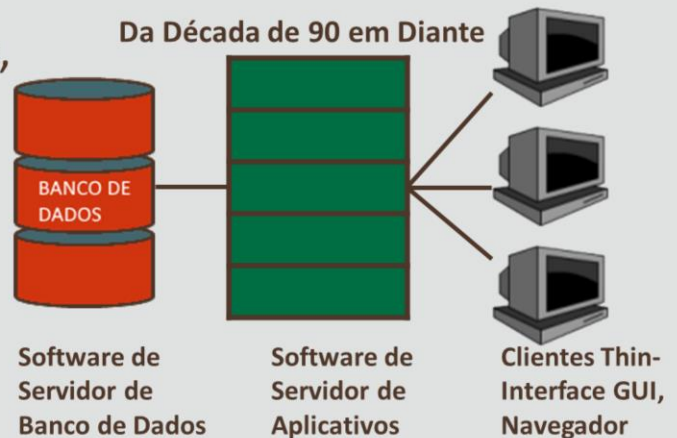 Da Década de 90 em Diante
,
BANCO DE
DADOS
Software de
Servidor de
Banco de Dados
Software de
Servidor de
Aplicativos
Clientes Thin-
Interface GUI,
Navegador